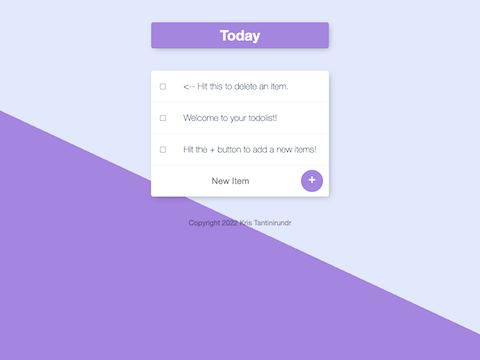 Today
<-- Hit this to delete an item.
Welcome to your todolist!
Hit the + button to add a new items!
New Item
+
Copyright 2022 Kris Tantinirundr